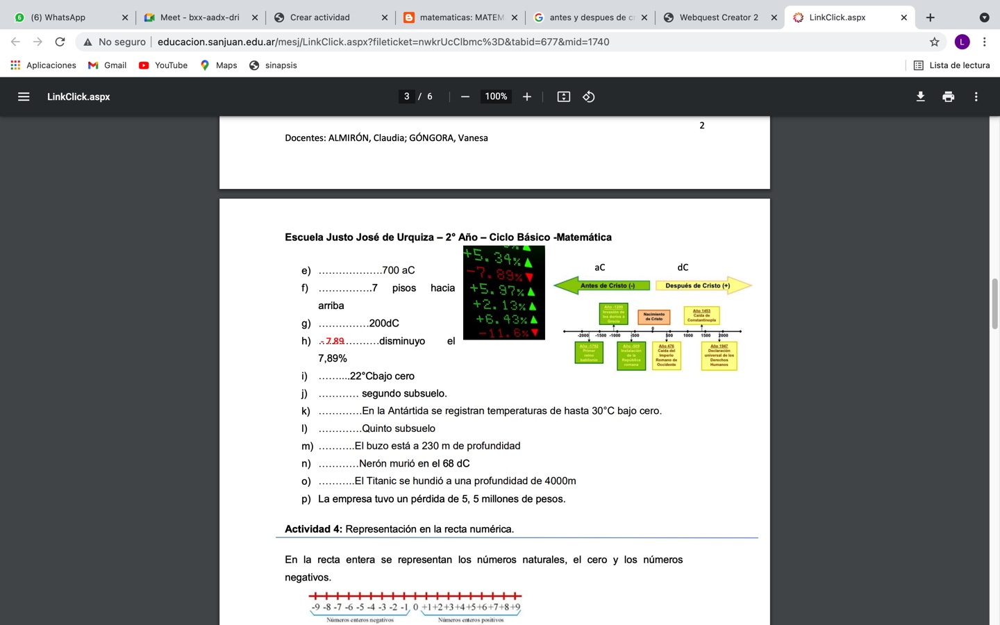 (6) WhatsApp
Meet - bxx-aadx-dri
Crear actividad
matematicas: MATEM
antes y despues de c
Webquest Creator 2
LinkClick.aspx
No seguro
educacion.sanjuan.edu.ar/mesj/LinkClick.aspx?fileticket=nwkrUcClbmc%3D&tabid=677&mid=1740
L
Aplicaciones
Gmail
YouTube
Maps
sinapsis
Lista de lectura
LinkClick.aspx
3 / 6
100%
2
Docentes: ALMIRÓN, Claudia; GÓNGORA, Vanesa
Escuela Justo José de Urquiza – 2° Año – Ciclo Básico -Matemática
e) ………………..700 aC
f) ……………..7 pisos hacia
arriba
g) ……………200dC
h) ..-7,89..………..disminuyo el
7,89%
i) ……....22°Cbajo cero
j) ………… segundo subsuelo.
k) ………….En la Antártida se registran temperaturas de hasta 30°C bajo cero.
l) ………….Quinto subsuelo
m) ………..El buzo está a 230 m de profundidad
n) …………Nerón murió en el 68 dC
o) ………..El Titanic se hundió a una profundidad de 4000m
p) La empresa tuvo un pérdida de 5, 5 millones de pesos.
+5.34%
-7.89%
+5.97%
+2.13%
+6.43%
-11.6%
aC
dC
Antes de Cristo (-)
Después de Cristo (+)
Año -1200
Invasión de
los dorios a
Grecia
Nacimiento
de Cristo
Año 1453
Caída de
Constantinopla
0
-2000 -1500 -1000 -500 500 1000 1500 2000
Año -1792
Primer
reino
babilonio
Año -509
Instalación
de la
República
romana
Año 476
Caída del
Imperio
Romano de
Occidente
Año 1947
Declaración
universal de los
Derechos
Humanos
Actividad 4: Representación en la recta numérica.
En la recta entera se representan los números naturales, el cero y los números
negativos.
-9 -8 -7 -6 -5 -4 -3 -2 -1 0 +1+2+3+4+5+6+7+8+9
Números enteros negativos
Números enteros positivos